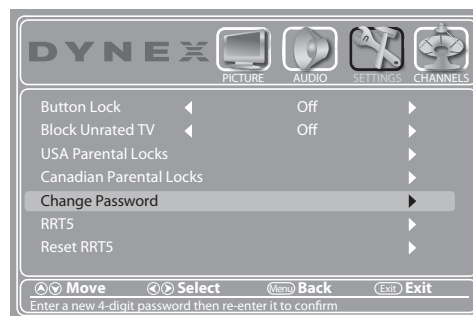 DYNEX
PICTURE AUDIO SETTINGS CHANNELS
Button Lock Off
Block Unrated TV Off
USA Parental Locks
Canadian Parental Locks
Change Password
RRT5
Reset RRT5
Move Select Menu Back Exit Exit
Enter a new 4-digit password then re-enter it to confirm